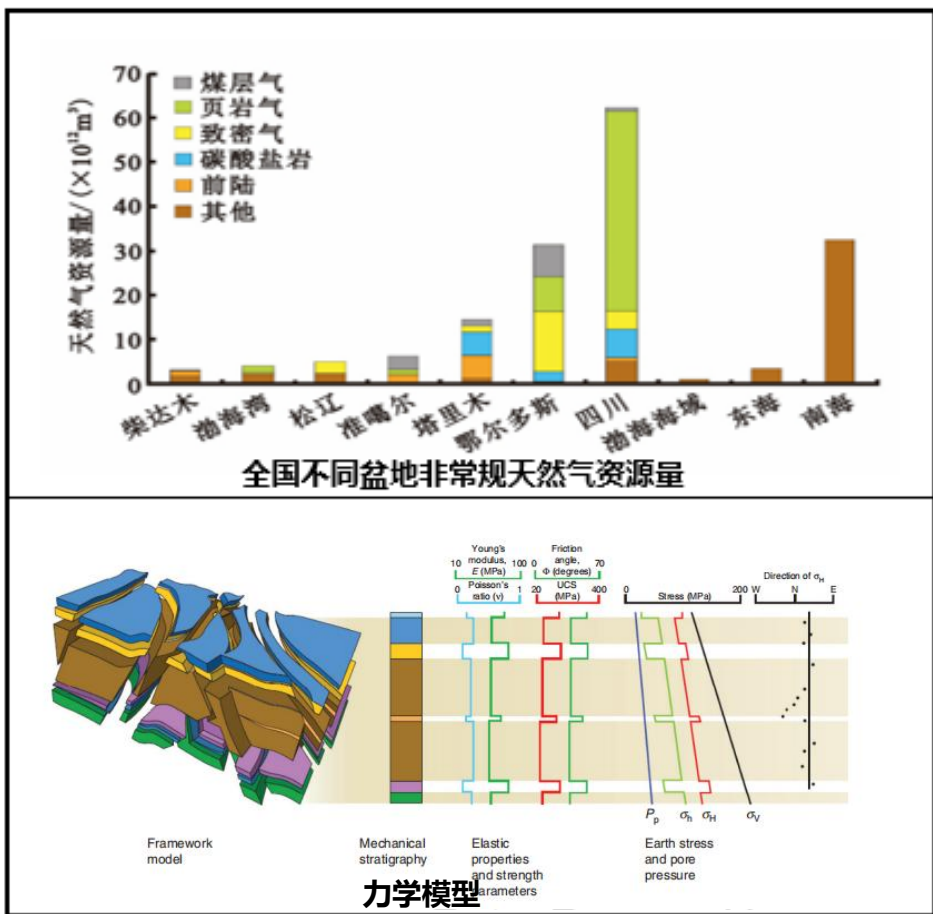 70
60
50
40
30
20
10
0
天然气资源量/(×10¹²m³)
煤层气
页岩气
致密气
碳酸盐岩
前陆
其他
柴达木
渤海湾
松辽
准噶尔
塔里木
鄂尔多斯
四川
渤海海域
东海
南海
全国不同盆地非常规天然气资源量
Young's
modulus,
10 E (MPa) 100
Poisson's
0 ratio (ν) 1
Friction
angle,
0 Φ (degrees) 70
UCS
20 (MPa) 400
0 Stress (MPa) 200
Direction of σH
W N E
Pp σh σH σV
Framework
model
Mechanical
stratigraphy
Elastic
properties
and strength
parameters
Earth stress
and pore
pressure
力学模型